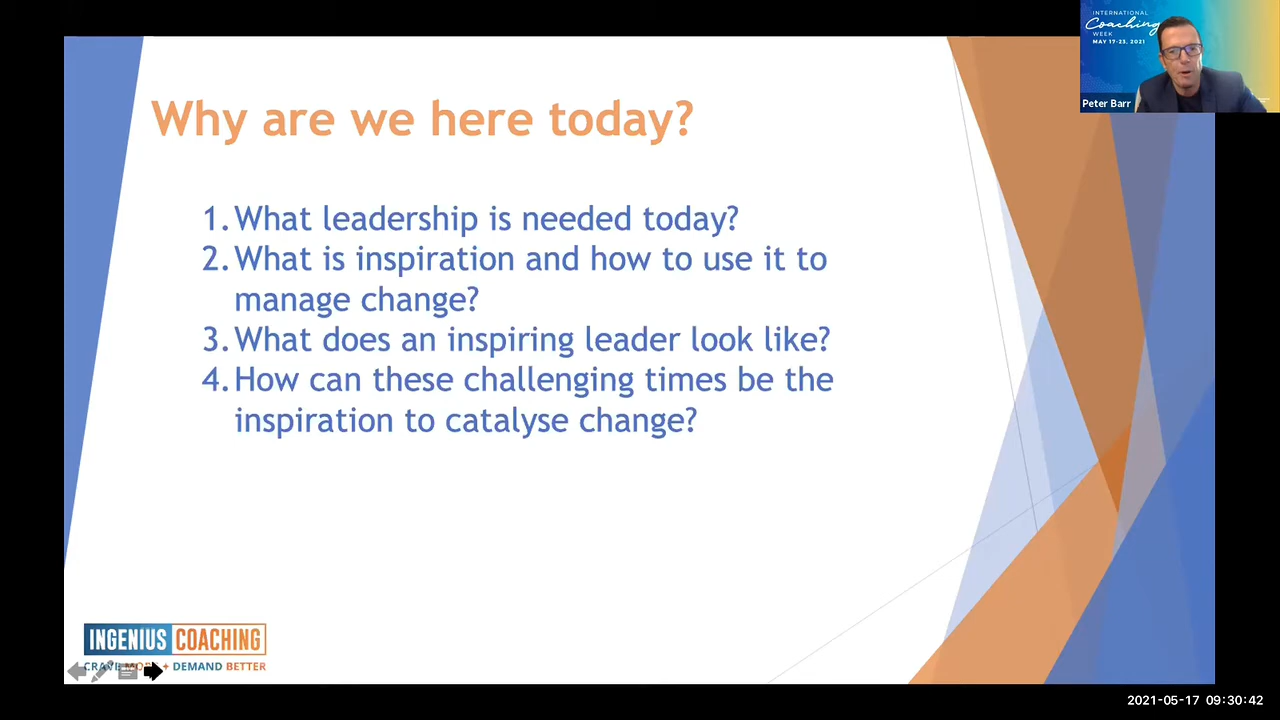 INTERNATIONAL
Coaching
WEEK
MAY 17-23, 2021
Peter Barr
Why are we here today?
1. What leadership is needed today?
2. What is inspiration and how to use it to
manage change?
3. What does an inspiring leader look like?
4. How can these challenging times be the
inspiration to catalyse change?
INGENIUS COACHING
CRAVE MORE + DEMAND BETTER
2021-05-17 09:30:42